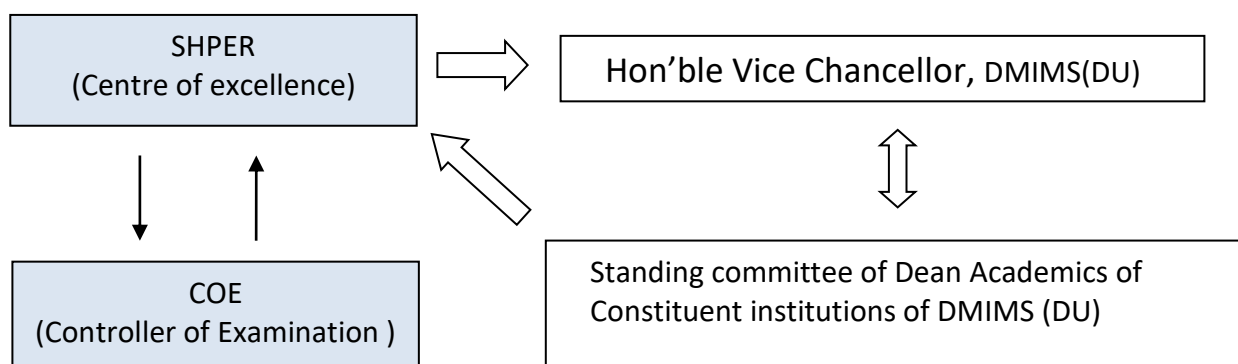 SHPER
(Centre of excellence)
Hon’ble Vice Chancellor, DMIMS(DU)
COE
(Controller of Examination )
Standing committee of Dean Academics of
Constituent institutions of DMIMS (DU)